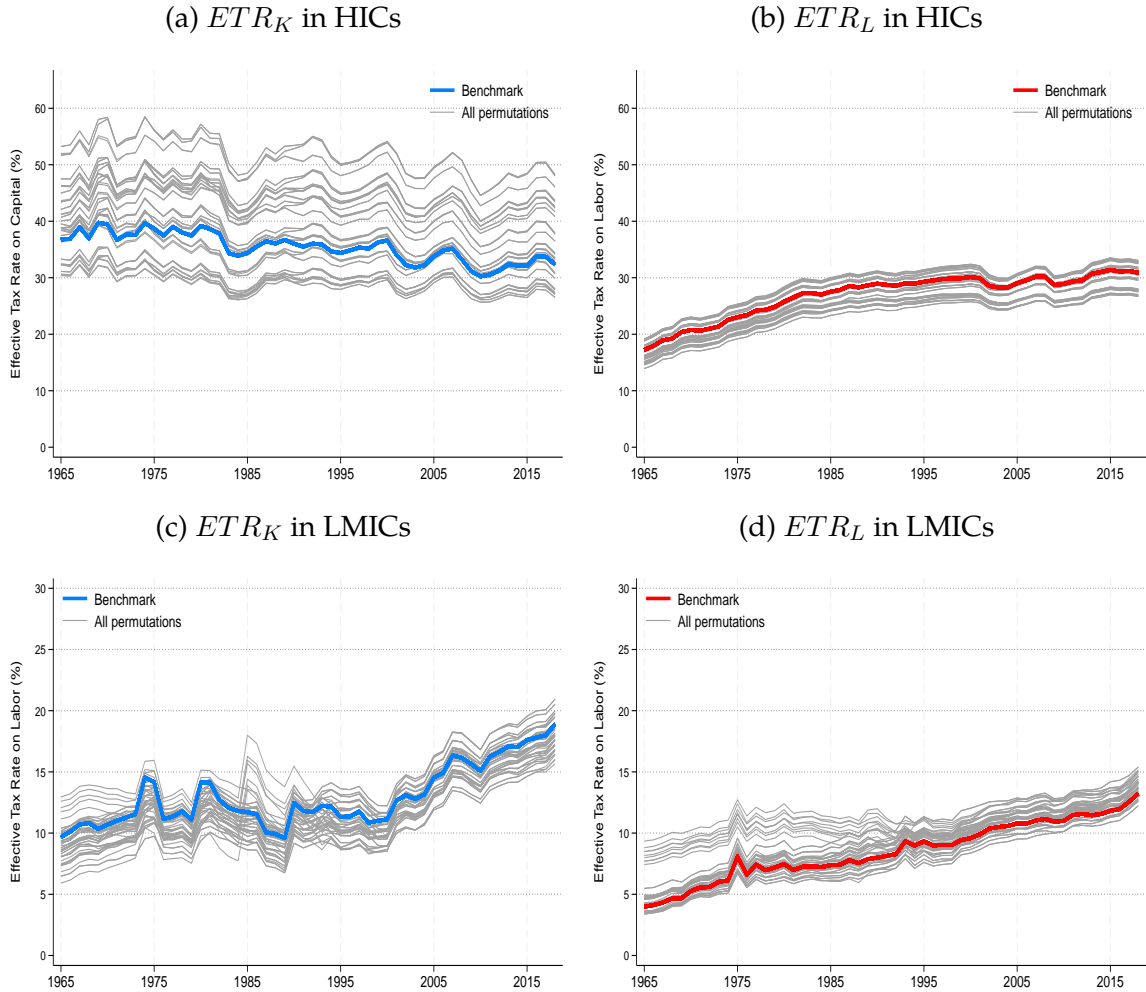 (a) ETR_K in HICs
(b) ETR_L in HICs
Effective Tax Rate on Capital (%)
60
50
40
30
20
10
0
1965 1975 1985 1995 2005 2015
Benchmark
All permutations
Effective Tax Rate on Labor (%)
60
50
40
30
20
10
0
1965 1975 1985 1995 2005 2015
Benchmark
All permutations
(c) ETR_K in LMICs
(d) ETR_L in LMICs
Effective Tax Rate on Labor (%)
30
25
20
15
10
5
0
1965 1975 1985 1995 2005 2015
Benchmark
All permutations
Effective Tax Rate on Labor (%)
30
25
20
15
10
5
0
1965 1975 1985 1995 2005 2015
Benchmark
All permutations